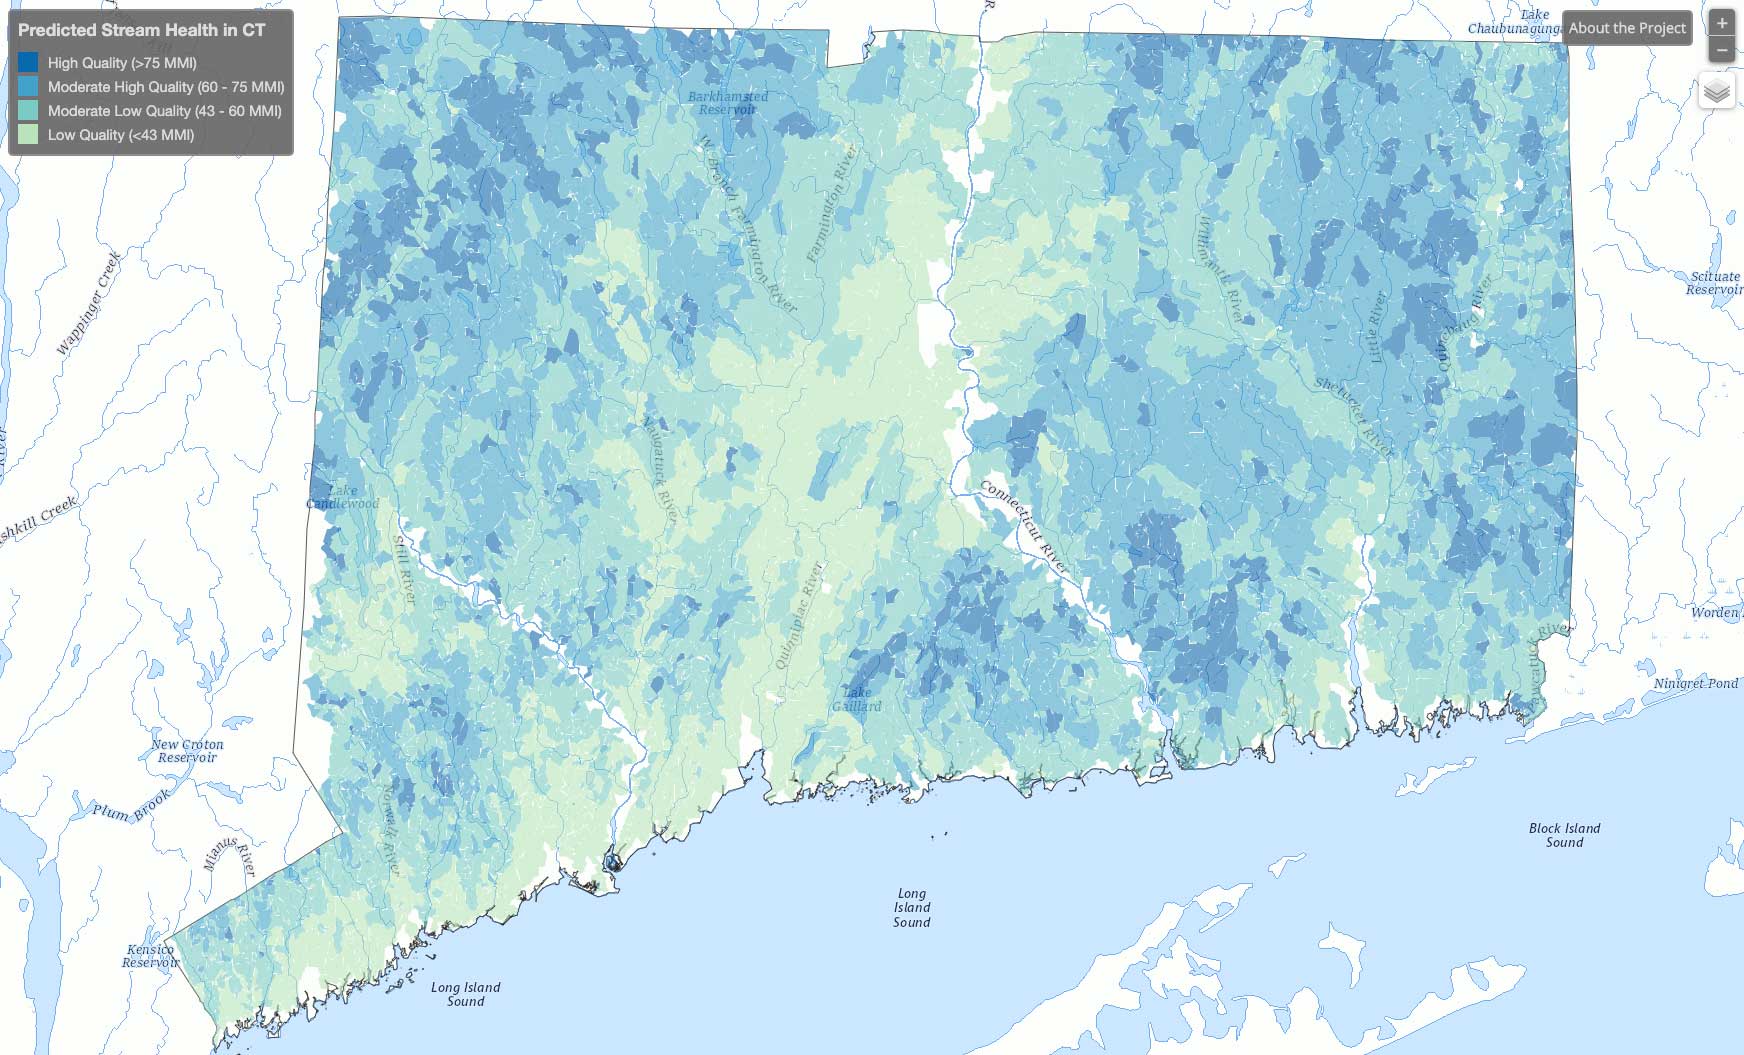 Predicted Stream Health in CT
High Quality (>75 MMI)
Moderate High Quality (60 - 75 MMI)
Moderate Low Quality (43 - 60 MMI)
Low Quality (<43 MMI)
About the Project
+
−
Lake
Barkhamsted
Reservoir
W Branch Farmington River
Farmington River
Willimantic River
Little River
Quinebaug River
Shetucket River
Scituate
Reservoir
Wappinger Creek
Naugatuck River
Lake
Candlewood
Still River
Connecticut River
Quinnipiac River
Lake
Gaillard
Pawcatuck River
Ninigret Pond
New Croton
Reservoir
Plum Brook
Mianus River
Norwalk River
Kensico
Reservoir
Long Island
Sound
Long
Island
Sound
Block Island
Sound